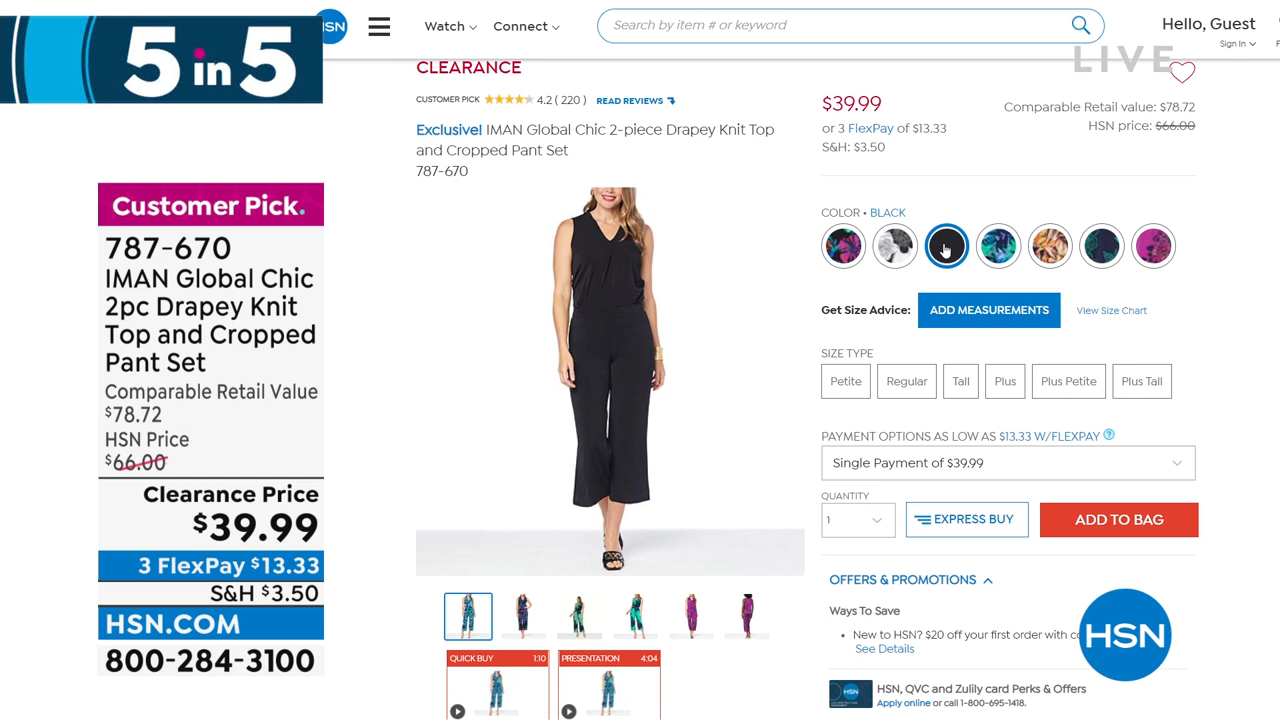 5 in 5
HSN
Watch
Connect
Search by item # or keyword
Hello, Guest
Sign In
LIVE
CLEARANCE
CUSTOMER PICK 4.2 ( 220 ) READ REVIEWS
Exclusive! IMAN Global Chic 2-piece Drapey Knit Top
and Cropped Pant Set
787-670
$39.99
or 3 FlexPay of $13.33
S&H: $3.50
Comparable Retail value: $78.72
HSN price: $66.00
COLOR • BLACK
Get Size Advice:
ADD MEASUREMENTS
View Size Chart
SIZE TYPE
Petite
Regular
Tall
Plus
Plus Petite
Plus Tall
PAYMENT OPTIONS AS LOW AS $13.33 W/FLEXPAY ?
Single Payment of $39.99
QUANTITY
1
EXPRESS BUY
ADD TO BAG
OFFERS & PROMOTIONS
Ways To Save
• New to HSN? $20 off your first order with
See Details
HSN
HSN
HSN, QVC and Zulily card Perks & Offers
Apply online or call 1-800-695-1418.
QUICK BUY 1:10
PRESENTATION 4:04
Customer Pick.
787-670
IMAN Global Chic
2pc Drapey Knit
Top and Cropped
Pant Set
Comparable Retail Value
$78.72
HSN Price
$66.00
Clearance Price
$39.99
3 FlexPay $13.33
S&H $3.50
HSN.COM
800-284-3100